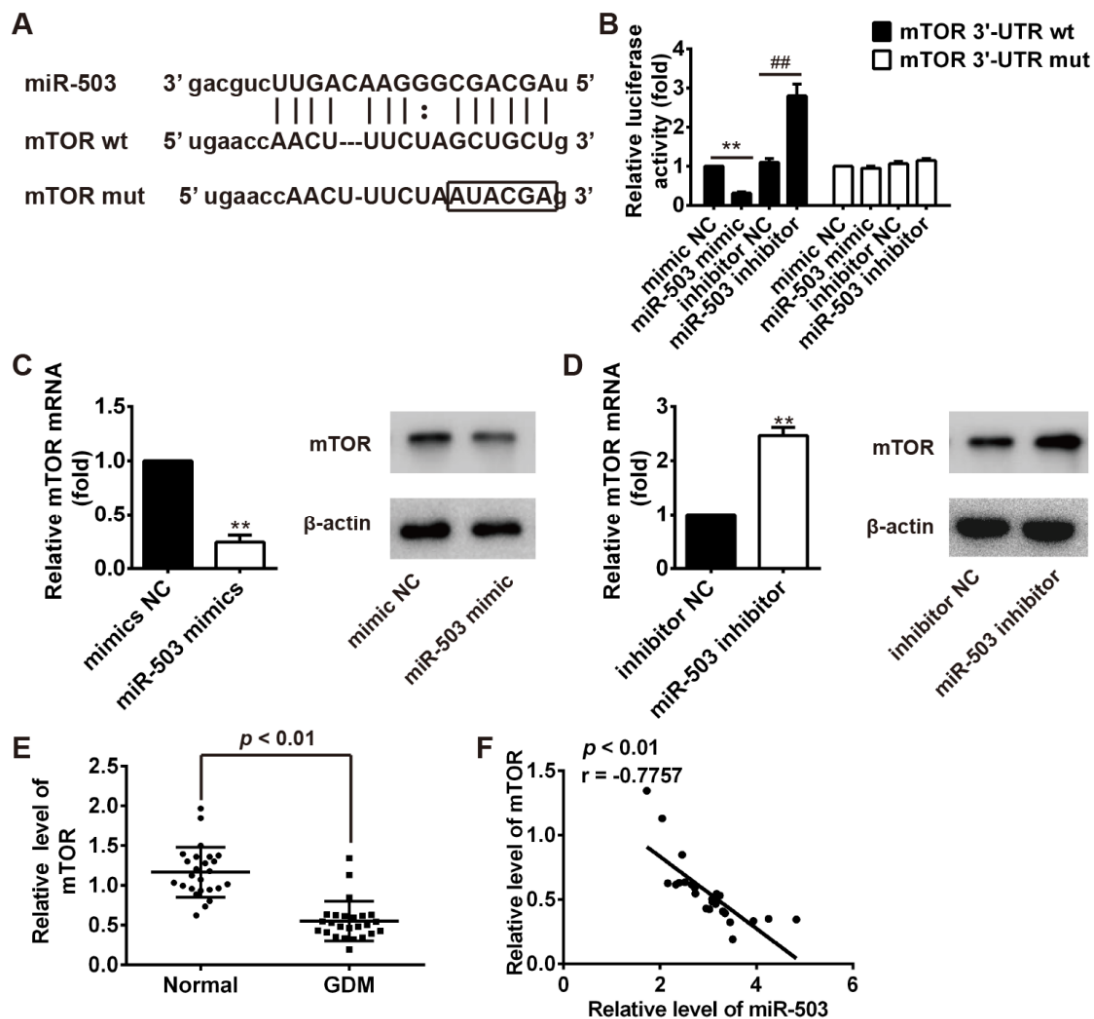 A
miR-503 3' gacgucUUGACAAGGGCGACGAu 5'
mTOR wt 5' ugaaccAACU---UUCUAGCUGCUg 3'
mTOR mut 5' ugaaccAACU-UUCUAAUACGAg 3'
B
mTOR 3'-UTR wt
mTOR 3'-UTR mut
Relative luciferase
activity (fold)
4
3
2
1
0
**
##
mimic NC
miR-503 mimic
inhibitor NC
miR-503 inhibitor
mimic NC
miR-503 mimic
inhibitor NC
miR-503 inhibitor
C
Relative mTOR mRNA
(fold)
1.5
1.0
0.5
0.0
**
mimics NC
miR-503 mimics
mTOR
β-actin
mimic NC
miR-503 mimic
D
Relative mTOR mRNA
(fold)
3
2
1
0
**
inhibitor NC
miR-503 inhibitor
mTOR
β-actin
inhibitor NC
miR-503 inhibitor
E
p < 0.01
Relative level of
mTOR
2.5
2.0
1.5
1.0
0.5
0.0
Normal GDM
F
p < 0.01
r = -0.7757
Relative level of mTOR
1.5
1.0
0.5
0.0
0 2 4 6
Relative level of miR-503